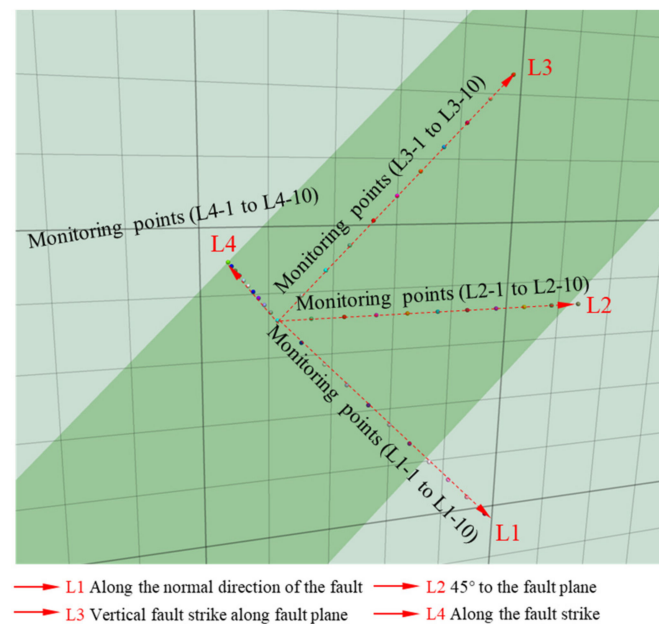 L3
Monitoring points (L3-1 to L3-10)
Monitoring points (L4-1 to L4-10)
L4
Monitoring points (L2-1 to L2-10)
L2
Monitoring points (L1-1 to L1-10)
L1
L1 Along the normal direction of the fault
L2 45° to the fault plane
L3 Vertical fault strike along fault plane
L4 Along the fault strike